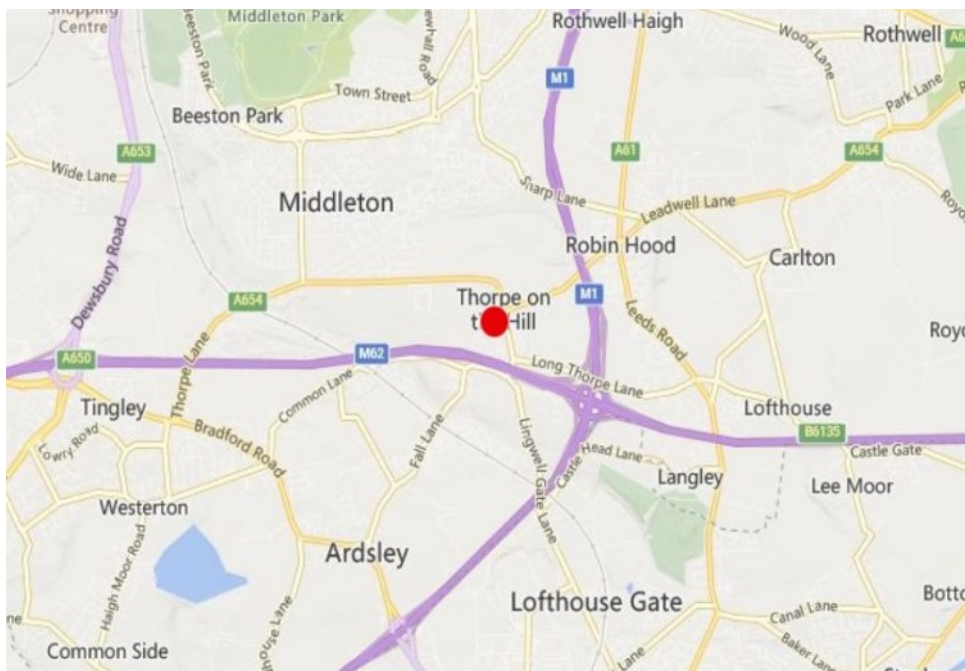 Shopping
Centre
Middleton Park
Beeston Park
Town Street
Beeston Park
Rothwell Haigh
M1
Wood Lane
Rothwell
Park Lane
A653
Wide Lane
A61
A654
Middleton
Sharp Lane
Leadwell Lane
Robin Hood
Carlton
Dewsbury Road
A654
Thorpe on
Hill
M1
Leeds Road
A650
Thorpe Lane
M62
Common Lane
Long Thorpe Lane
Tingley
Lofthouse
B6135
Lowry Road
Bradford Road
Fall Lane
Lingwell Gate Lane
Castle
Head Lane
Castle Gate
Langley
Lee Moor
Westerton
Haigh Moor Road
Ardsley
Lofthouse Gate
Canal Lane
Baker Lane
Common Side